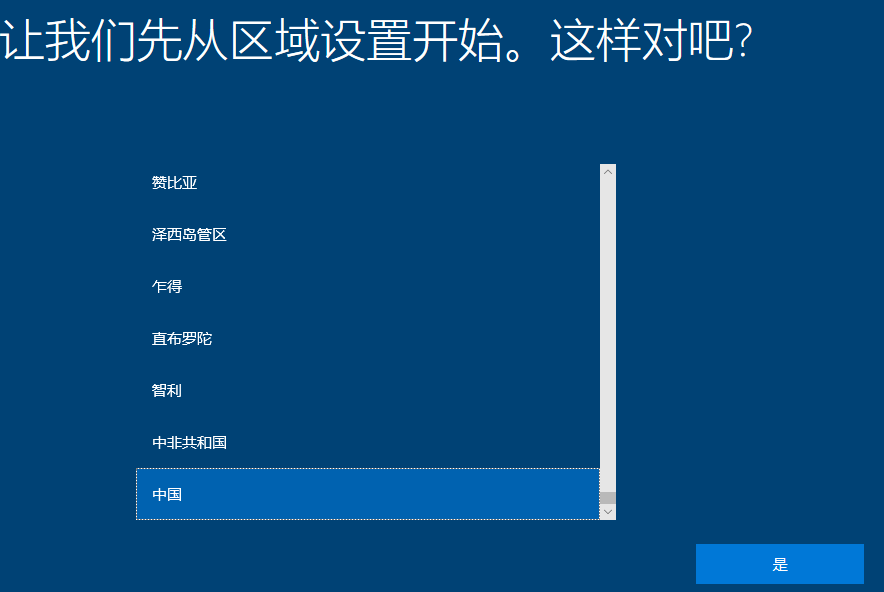 让我们先从区域设置开始。这样对吧?
赞比亚
泽西岛管区
乍得
直布罗陀
智利
中非共和国
中国
是